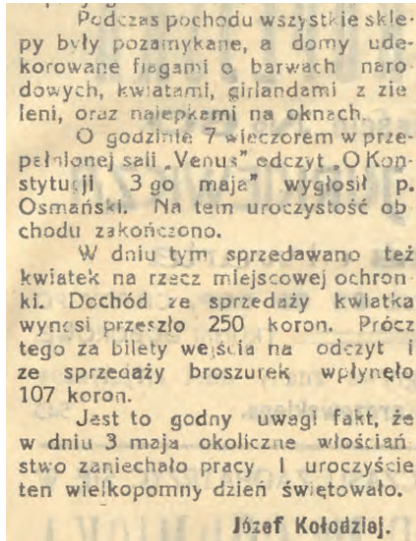 Podczas pochodu wszystkie skle-
py były pozamykane, a domy ude-
korowane flagami o barwach naro
dowych, kwiatami, girlandami z zie
leni, oraz nalepkami na oknach.
O godzinie 7 wieczorem w prze-
pełnionej sali „Venus" odczyt „O Kon-
stytucji 3 go maja" wygłosił p.
Osmański. Na tem uroczystość ob
chodu zakończono.
W dniu tym sprzedawano też
kwiatek na rzecz miejscowej ochron
ki. Dochód ze sprzedaży kwiatka
wynosi przeszło 250 koron. Prócz
tego za bilety wejścia na odczyt i
ze sprzedaży broszurek wpłynęło
107 koron.
Jest to godny uwagi fakt, że
w dniu 3 maja okoliczne włościań
stwo zaniechało pracy i uroczyście
ten wielkopomny dzień świętowało.
Józef Kołodziej.